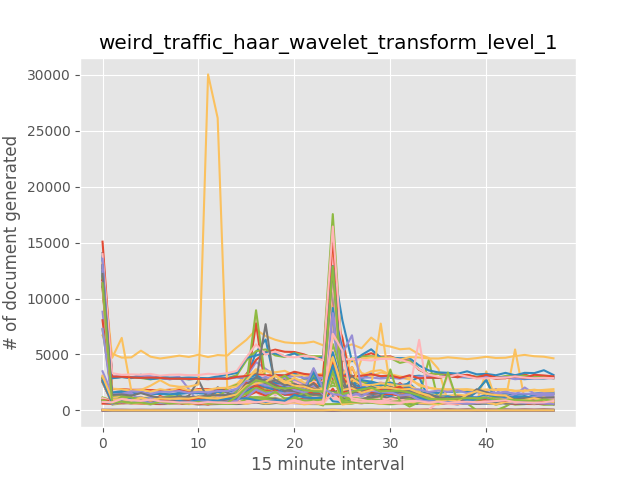 weird_traffic_haar_wavelet_transform_level_1
30000
25000
20000
15000
10000
5000
0
# of document generated
0 10 20 30 40
15 minute interval